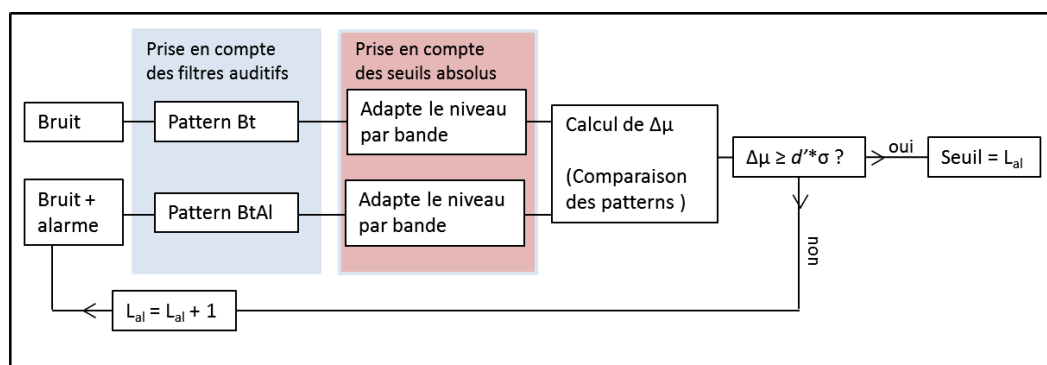 Prise en compte
des filtres auditifs
Prise en compte
des seuils absolus
Bruit
Pattern Bt
Adapte le niveau
par bande
Calcul de Δμ
(Comparaison
des patterns )
Δμ ≥ d'*σ ?
oui
Seuil = Lal
Bruit +
alarme
Pattern BtAl
Adapte le niveau
par bande
non
Lal = Lal + 1